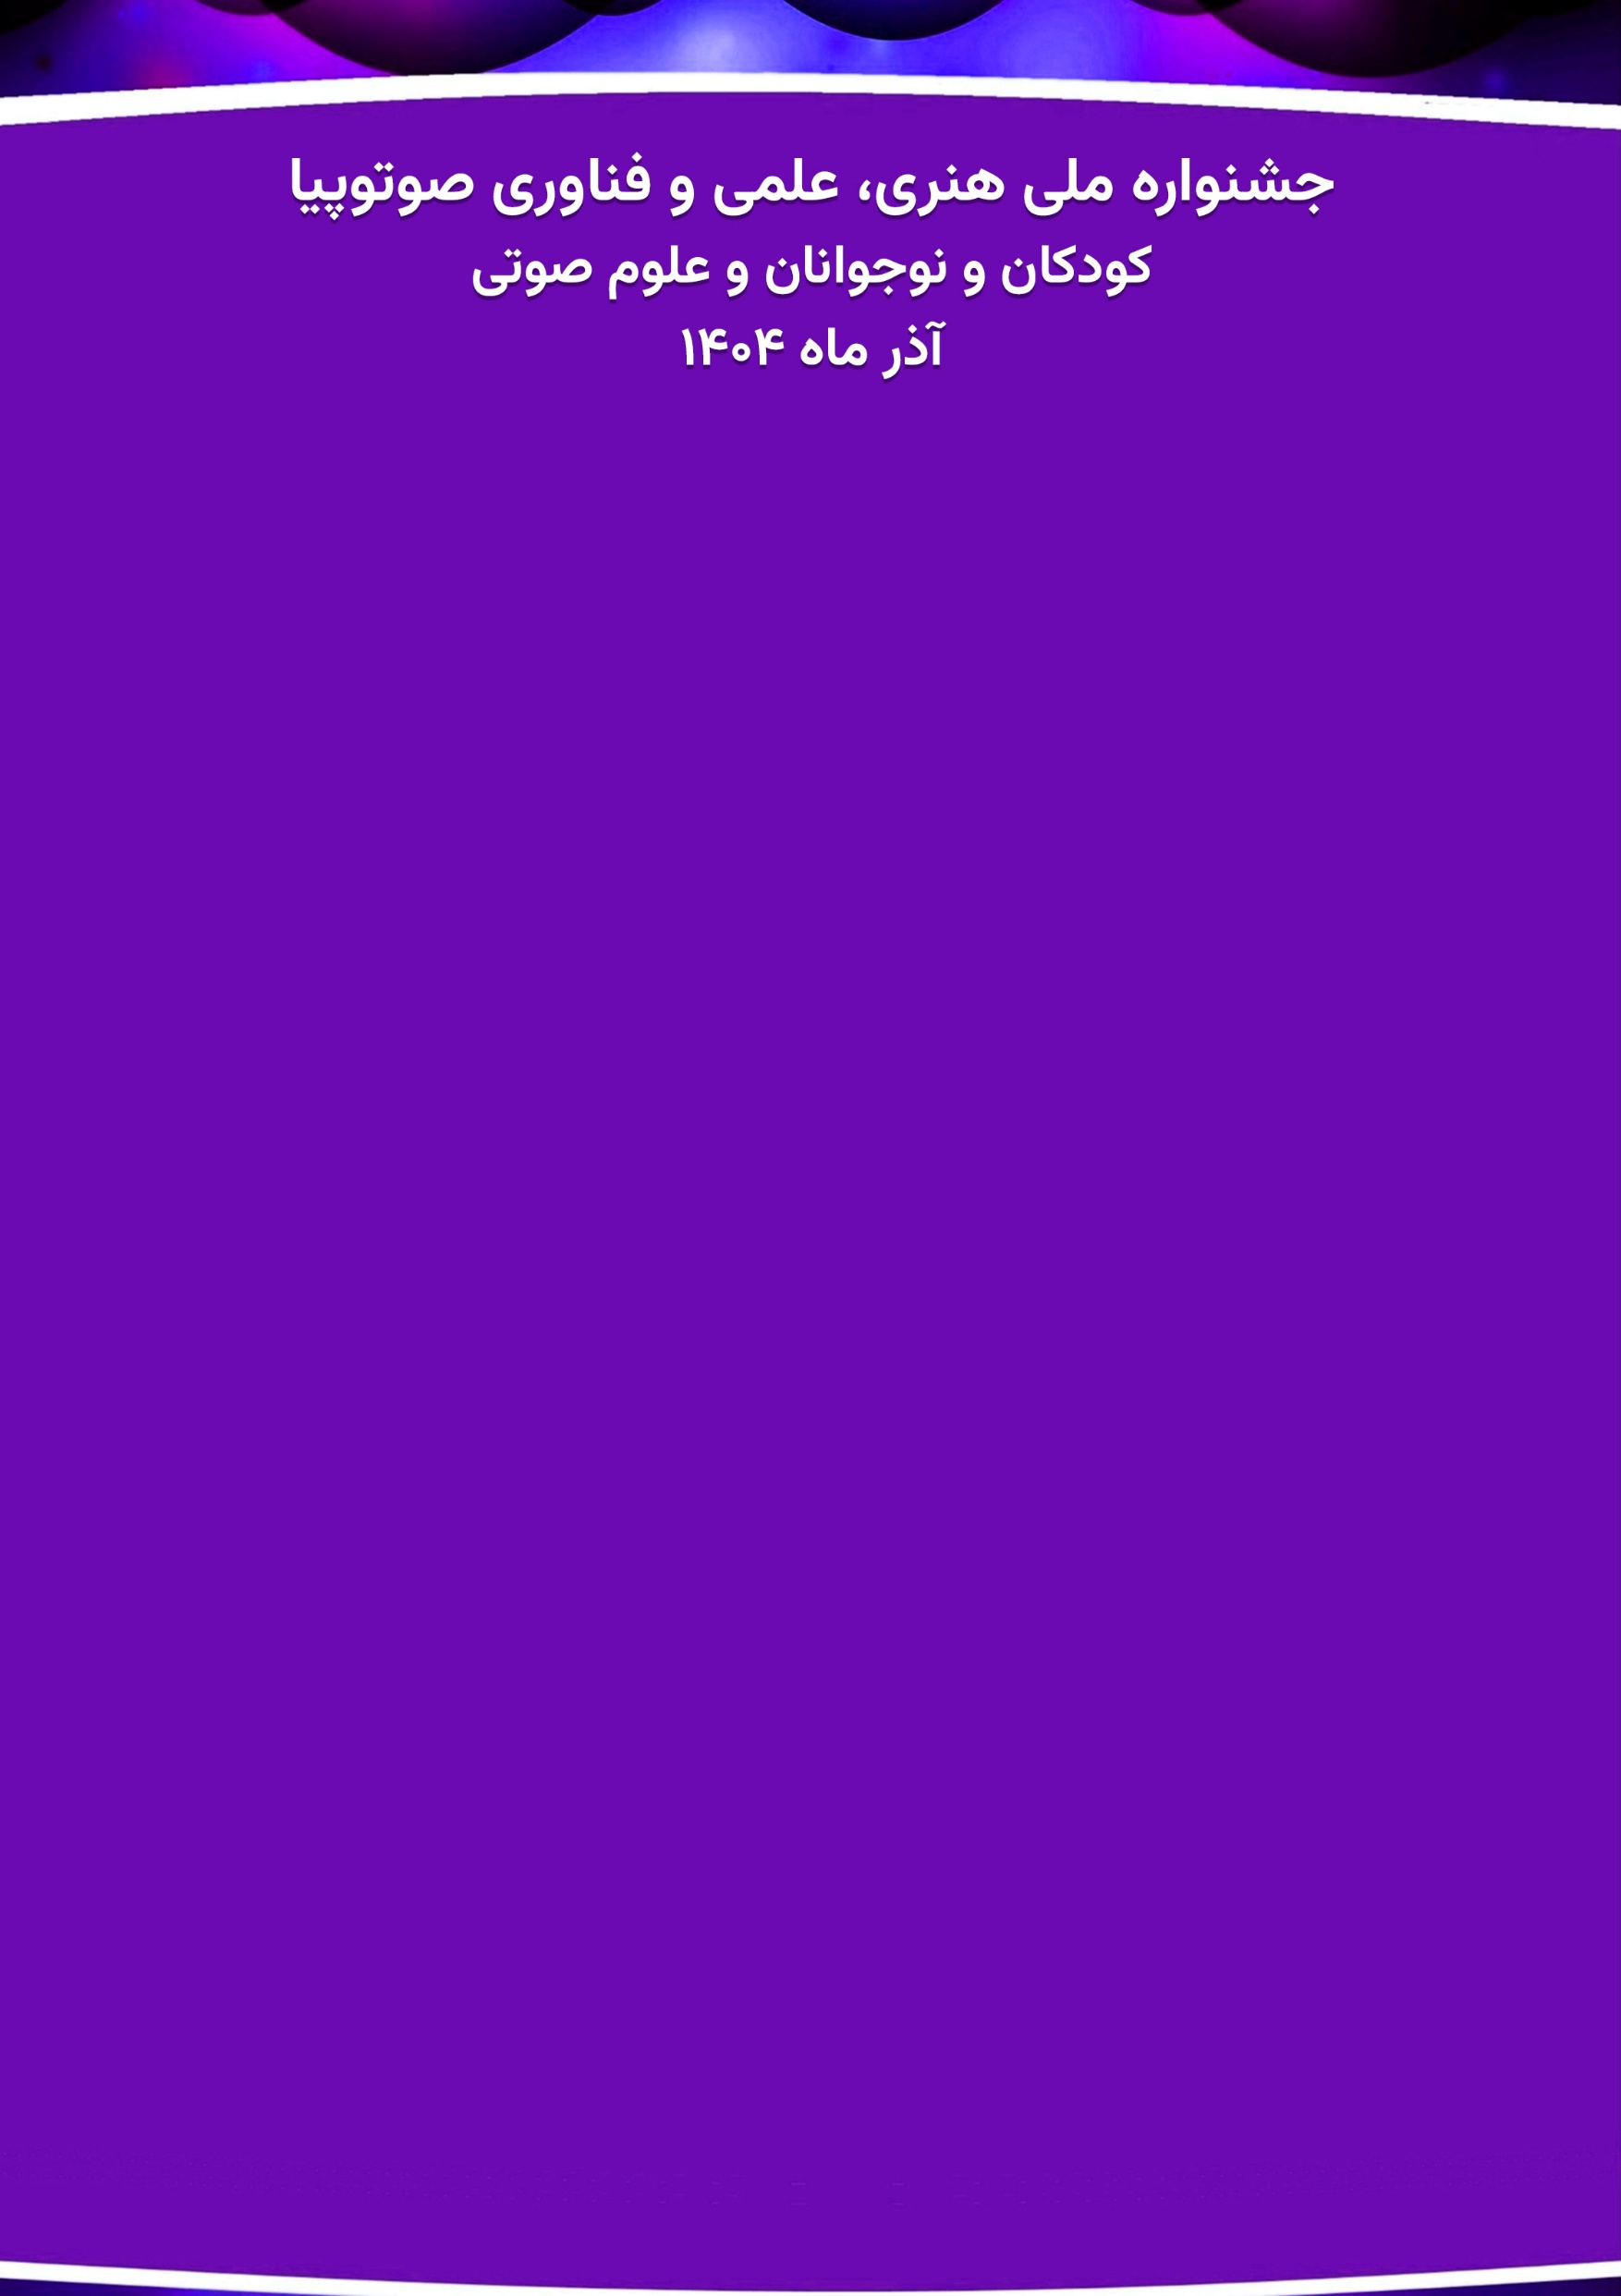 جشنواره ملی هنری، علمی و فناوری صوتوپیا
کودکان و نوجوانان و علوم صوتی
آذر ماه ۱۴۰۴